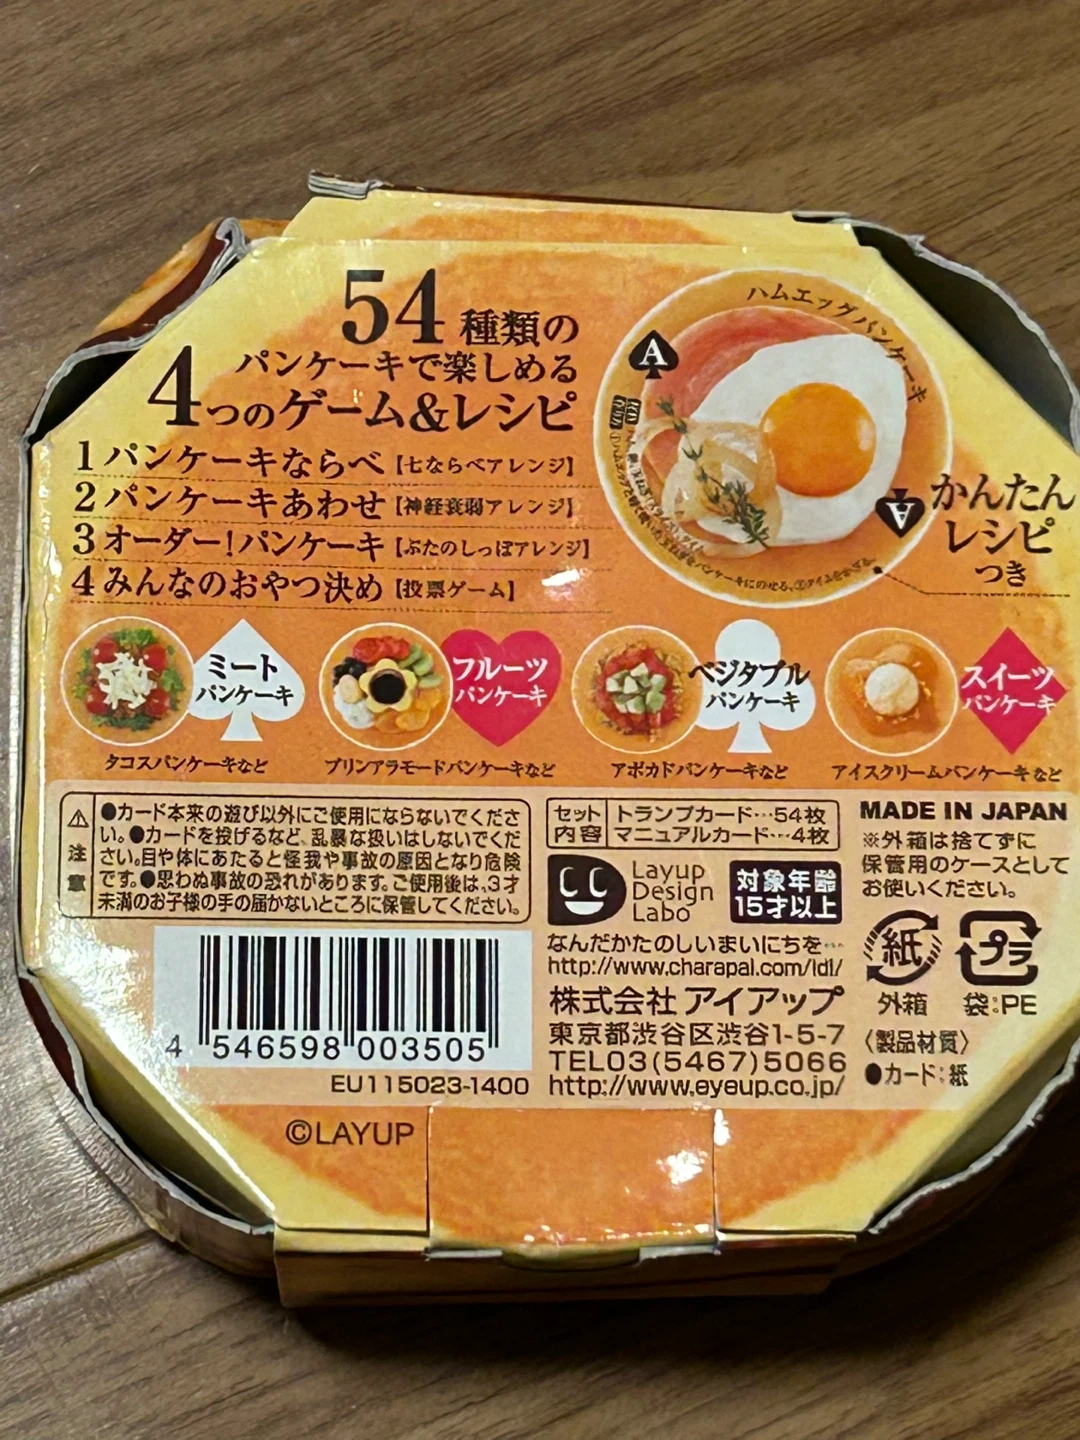 54種類の
パンケーキで楽しめる
4つのゲーム&レシピ
1 パンケーキならべ【七ならべアレンジ】
2 パンケーキあわせ【神経衰弱アレンジ】
3 オーダー!パンケーキ【ぶたのしっぽアレンジ】
4 みんなのおやつ決め【投票ゲーム】
ハムエッグパンケーキ
A
A
かんたん
レシピ
つき
ミート
パンケーキ
タコスパンケーキなど
フルーツ
パンケーキ
プリンアラモードパンケーキなど
ベジタブル
パンケーキ
アボカドパンケーキなど
スイーツ
パンケーキ
アイスクリームパンケーキなど
注意
●カード本来の遊び以外にご使用にならないでくださ
い。●カードを投げるなど、乱暴な扱いはしないでくだ
さい。目や体にあたると怪我や事故の原因となり危険
です。●思わぬ事故の恐れがあります。ご使用後は、3才
未満のお子様の手の届かないところに保管してください。
セット内容
トランプカード…54枚
マニュアルカード…4枚
Layup
Design
Labo
対象年齢
15才以上
なんだかたのしいまいにちを
http://www.charapal.com/ldl/
株式会社 アイアップ
東京都渋谷区渋谷1-5-7
TEL03(5467)5066
http://www.eyeup.co.jp/
MADE IN JAPAN
※外箱は捨てずに
保管用のケースとして
お使いください。
紙
外箱
プラ
袋:PE
〈製品材質〉
●カード:紙
4 546598 003505
EU115023-1400
©LAYUP